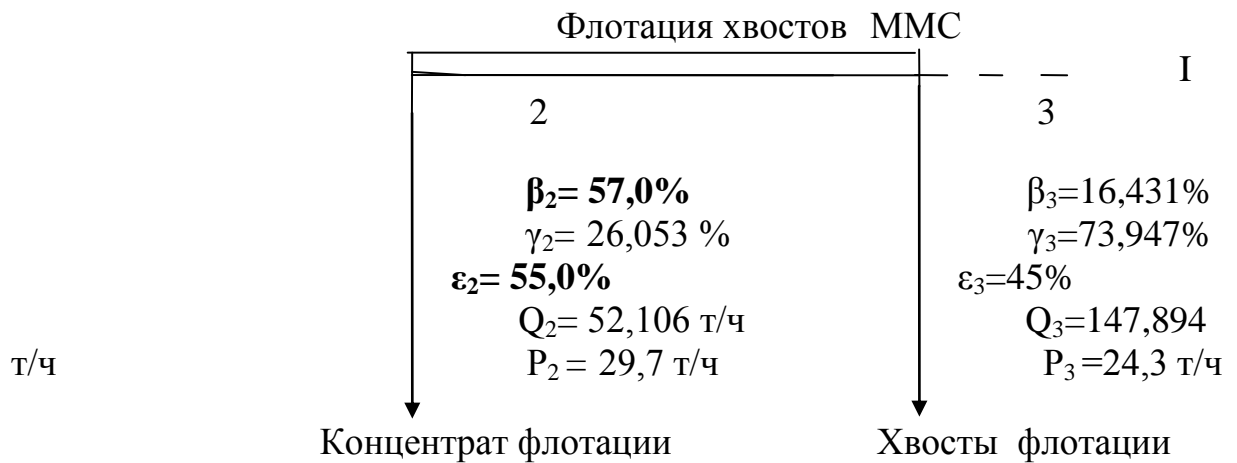 Флотация хвостов ММС
I
2 3
β₂= 57,0% β₃=16,431%
γ₂= 26,053 % γ₃=73,947%
ε₂= 55,0% ε₃=45%
Q₂= 52,106 т/ч Q₃=147,894
т/ч P₂ = 29,7 т/ч P₃ =24,3 т/ч
Концентрат флотации Хвосты флотации